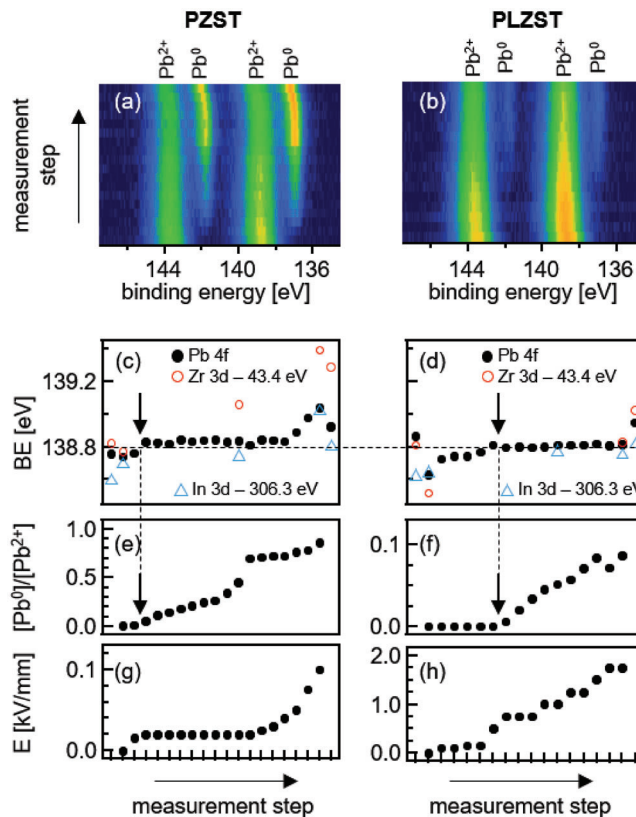 PZST PLZST
Pb²⁺ Pb⁰ Pb²⁺ Pb⁰ Pb²⁺ Pb⁰ Pb²⁺ Pb⁰
(a) (b)
measurement
step
144 140 136 144 140 136
binding energy [eV] binding energy [eV]
(c) ● Pb 4f (d) ● Pb 4f
○ Zr 3d – 43.4 eV ○ Zr 3d – 43.4 eV
139.2
BE [eV]
138.8
△ In 3d – 306.3 eV △ In 3d – 306.3 eV
[Pb⁰]/[Pb²⁺]
1.0 (e) 0.1 (f)
0.5
0.0 0.0
E [kV/mm]
0.1 (g) 2.0 (h)
1.0
0.0 0.0
measurement step measurement step